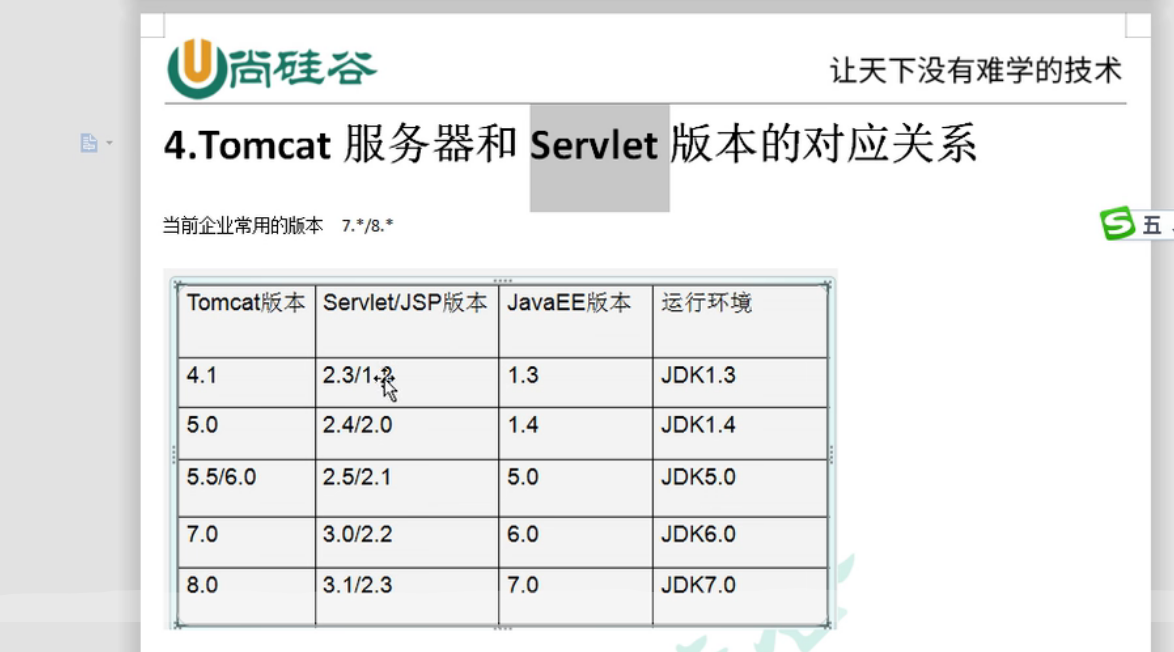 尚硅谷
让天下没有难学的技术
4.Tomcat 服务器和 Servlet 版本的对应关系
当前企业常用的版本 7.*/8.*
五
Tomcat版本 Servlet/JSP版本 JavaEE版本 运行环境
4.1 2.3/1.2 1.3 JDK1.3
5.0 2.4/2.0 1.4 JDK1.4
5.5/6.0 2.5/2.1 5.0 JDK5.0
7.0 3.0/2.2 6.0 JDK6.0
8.0 3.1/2.3 7.0 JDK7.0